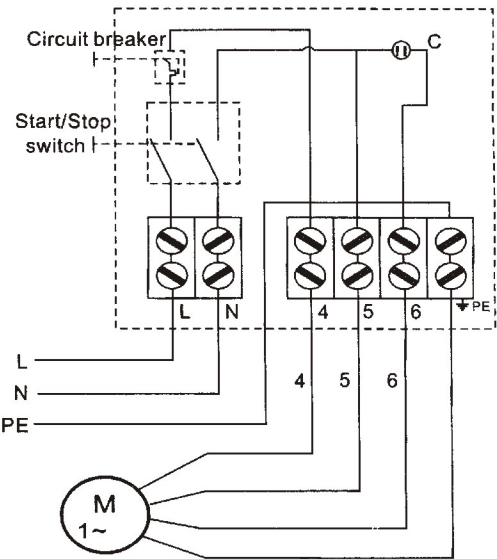 Circuit breaker
C
Start/Stop
switch
L N 4 5 6 PE
L
N
4 5 6
PE
M
1~